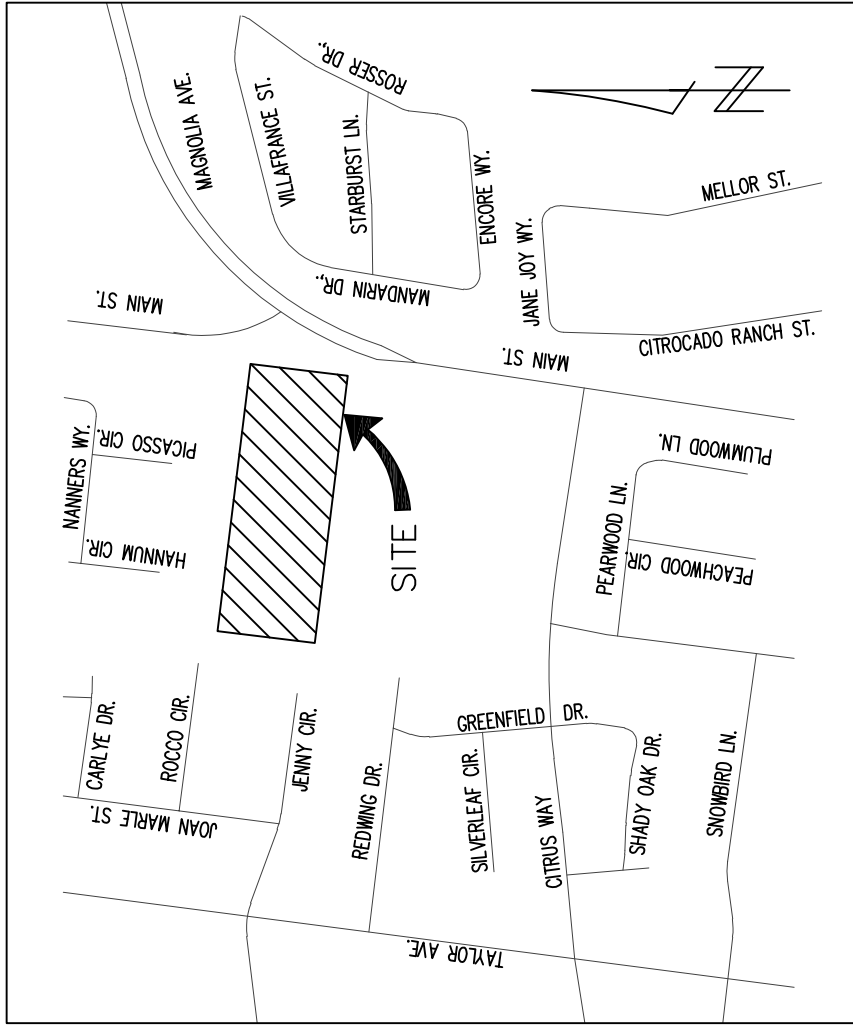 MAGNOLIA AVE.
VILLAFRANCE ST.
ROSSER DR.,
STARBURST LN.
ENCORE WY.
MANDARIN DR.,
N
MELLOR ST.
JANE JOY WY.
CITROCADO RANCH ST.
MAIN ST.
MAIN ST.
NANNERS WY.
PICASSO CIR.
HANNUM CIR.
SITE
PLUMWOOD LN.
PEARWOOD LN.
PEACHWOOD CIR.
CARLYE DR.
ROCCO CIR.
JENNY CIR.
REDWING DR.
JOAN MARLE ST.
GREENFIELD DR.
SILVERLEAF CIR.
CITRUS WAY
SHADY OAK DR.
SNOWBIRD LN.
TAYLOR AVE.